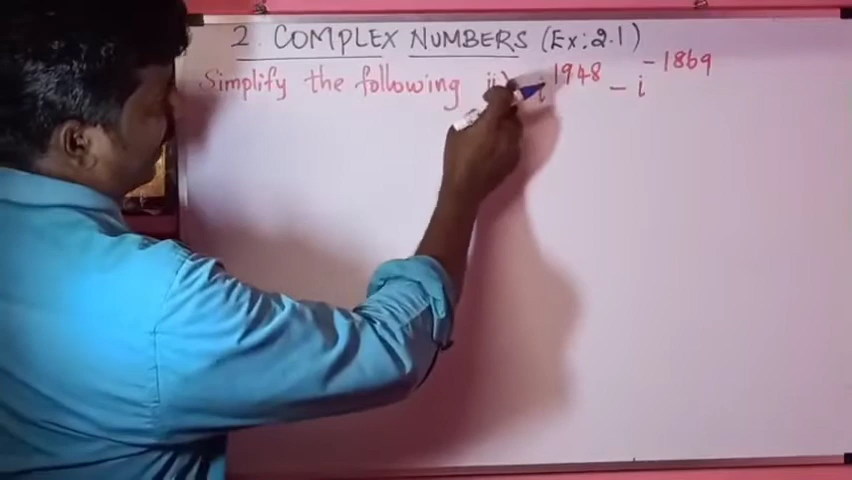 2. COMPLEX NUMBERS (Ex: 2.1)
Simplify the following ii) i^1948 - i^-1869